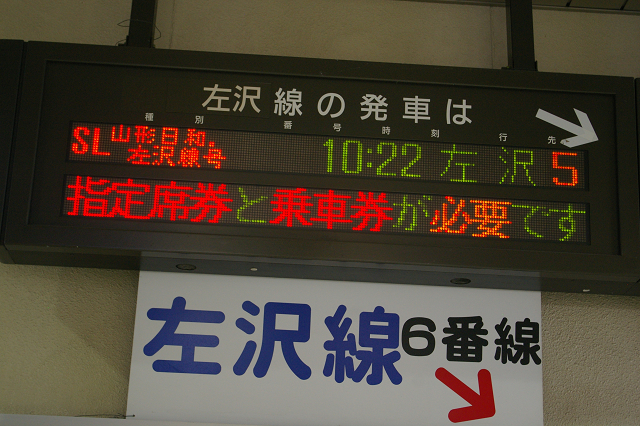 左沢線の発車は
種別 番号 時刻 行先
SL山形日和。左沢線号 10:22 左沢 5
指定席券と乗車券が必要です
左沢線6番線